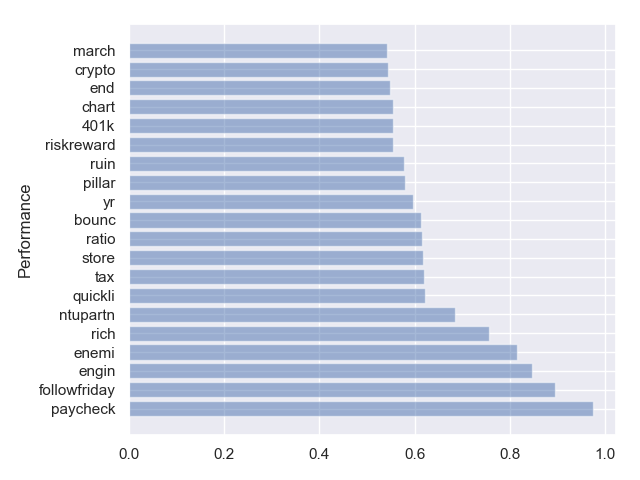 march
crypto
end
chart
401k
riskreward
ruin
pillar
yr
bounc
ratio
store
tax
quickli
ntupartn
rich
enemi
engin
followfriday
paycheck
Performance
0.0 0.2 0.4 0.6 0.8 1.0